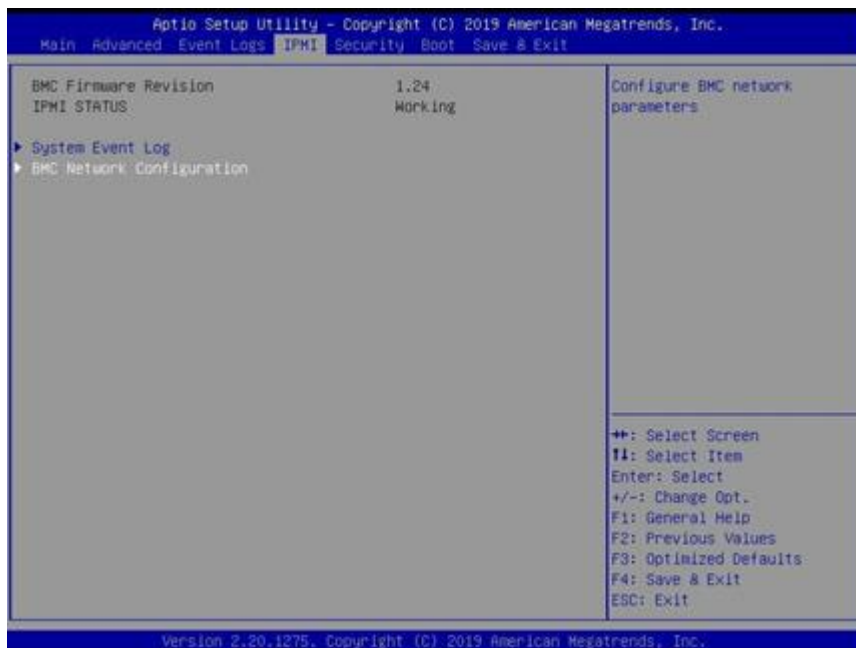 Aptio Setup Utility - Copyright (C) 2019 American Megatrends, Inc.
Main Advanced Event Logs IPMI Security Boot Save & Exit
BMC Firmware Revision 1.24
IPMI STATUS Working
System Event Log
BMC Network Configuration
Configure BMC network
parameters
→←: Select Screen
↑↓: Select Item
Enter: Select
+/-: Change Opt.
F1: General Help
F2: Previous Values
F3: Optimized Defaults
F4: Save & Exit
ESC: Exit
Version 2.20.1275. Copyright (C) 2019 American Megatrends, Inc.